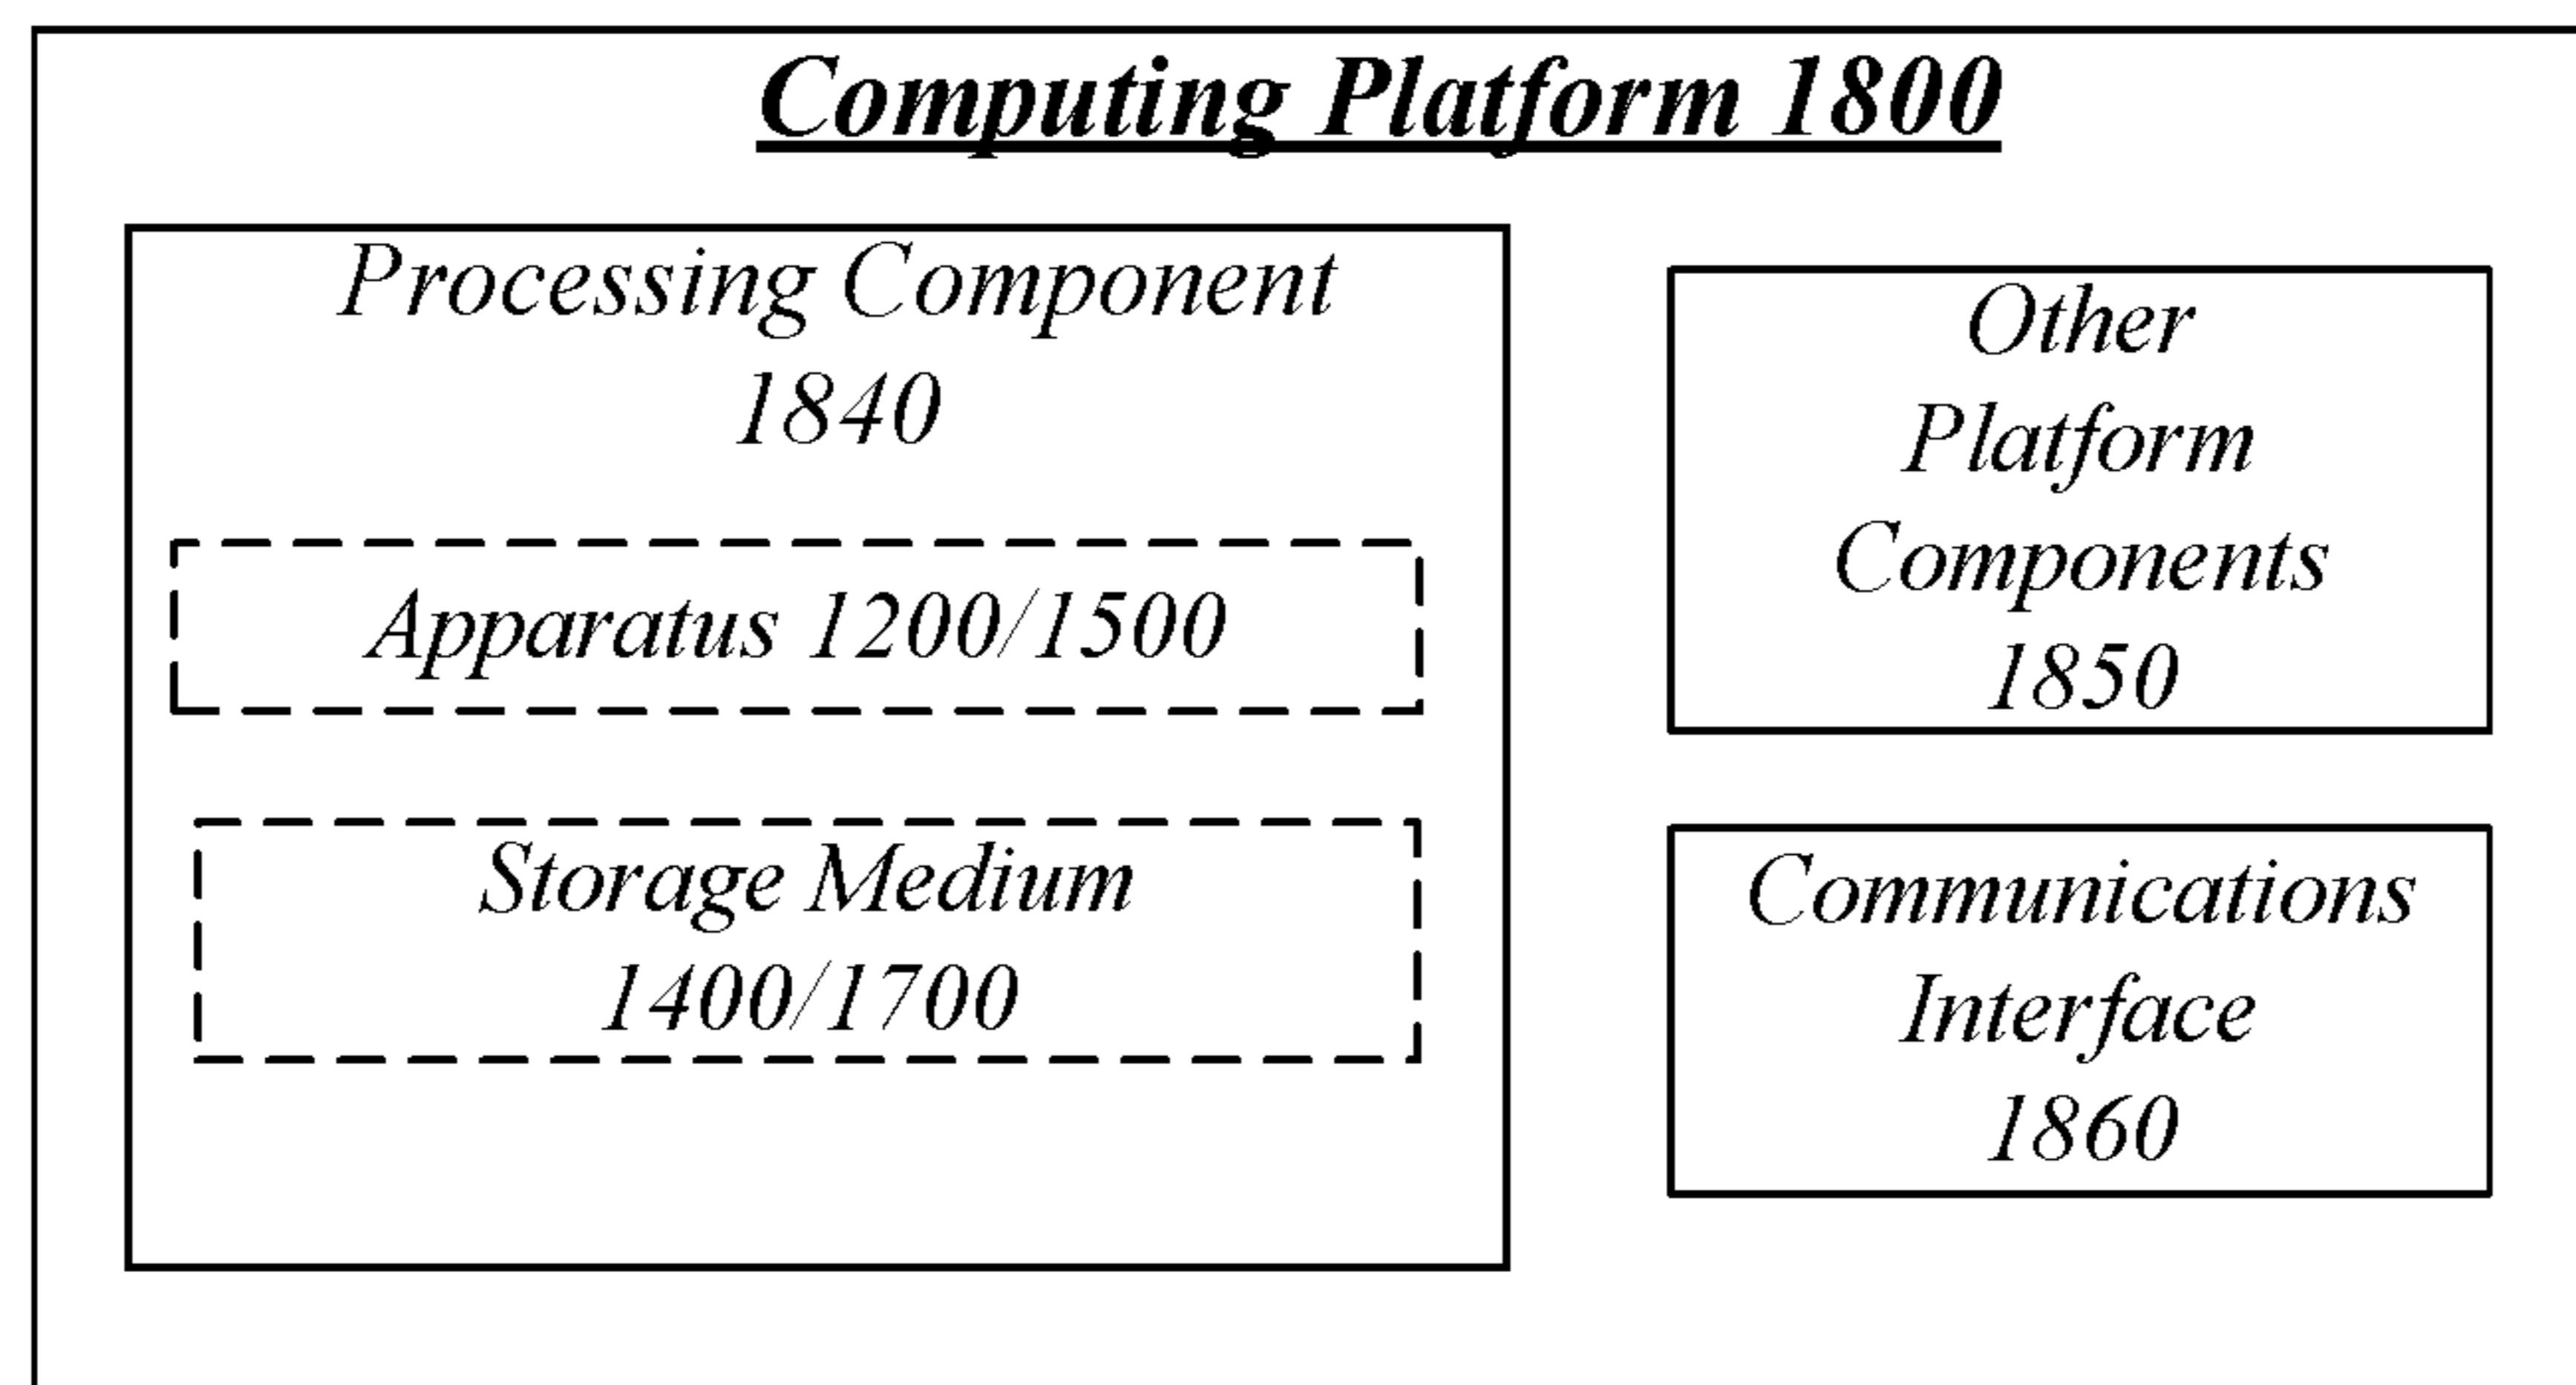 Computing Platform 1800
Processing Component
1840
Apparatus 1200/1500
Storage Medium
1400/1700
Other
Platform
Components
1850
Communications
Interface
1860